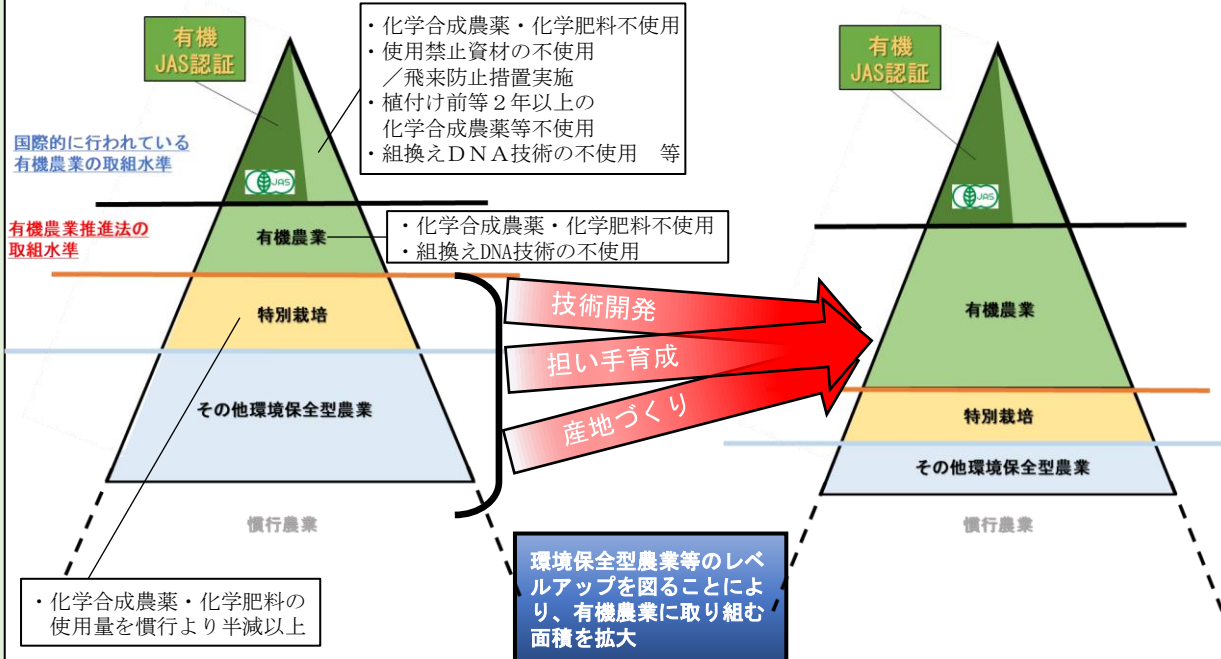 有機
JAS認証
・化学合成農薬・化学肥料不使用
・使用禁止資材の不使用
／飛来防止措置実施
・植付け前等２年以上の
化学合成農薬等不使用
・組換えＤＮＡ技術の不使用　等
国際的に行われている
有機農業の取組水準
JAS
有機農業推進法の
取組水準
有機農業
・化学合成農薬・化学肥料不使用
・組換えDNA技術の不使用
特別栽培
その他環境保全型農業
慣行農業
・化学合成農薬・化学肥料の
使用量を慣行より半減以上
技術開発
担い手育成
産地づくり
環境保全型農業等のレベ
ルアップを図ることによ
り、有機農業に取り組む
面積を拡大
有機
JAS認証
JAS
有機農業
特別栽培
その他環境保全型農業
慣行農業